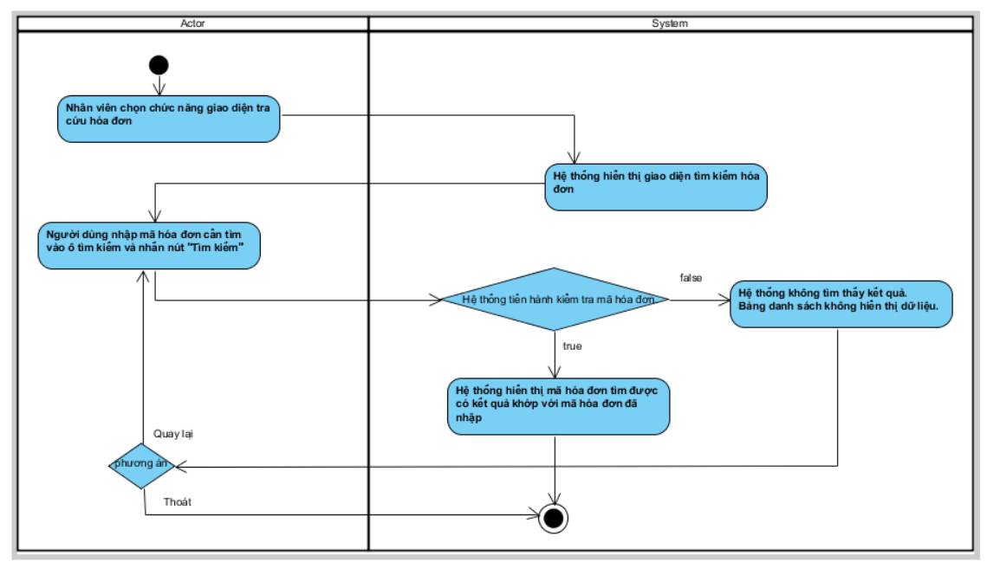 Actor
System
Nhân viên chọn chức năng giao diện tra
cứu hóa đơn
Hệ thống hiển thị giao diện tìm kiếm hóa
đơn
Người dùng nhập mã hóa đơn cần tìm
vào ô tìm kiếm và nhấn nút "Tìm kiếm"
Hệ thống tiến hành kiểm tra mã hóa đơn
false
Hệ thống không tìm thấy kết quả.
Bảng danh sách không hiển thị dữ liệu.
true
Hệ thống hiển thị mã hóa đơn tìm được
có kết quả khớp với mã hóa đơn đã
nhập
Quay lại
phương án
Thoát